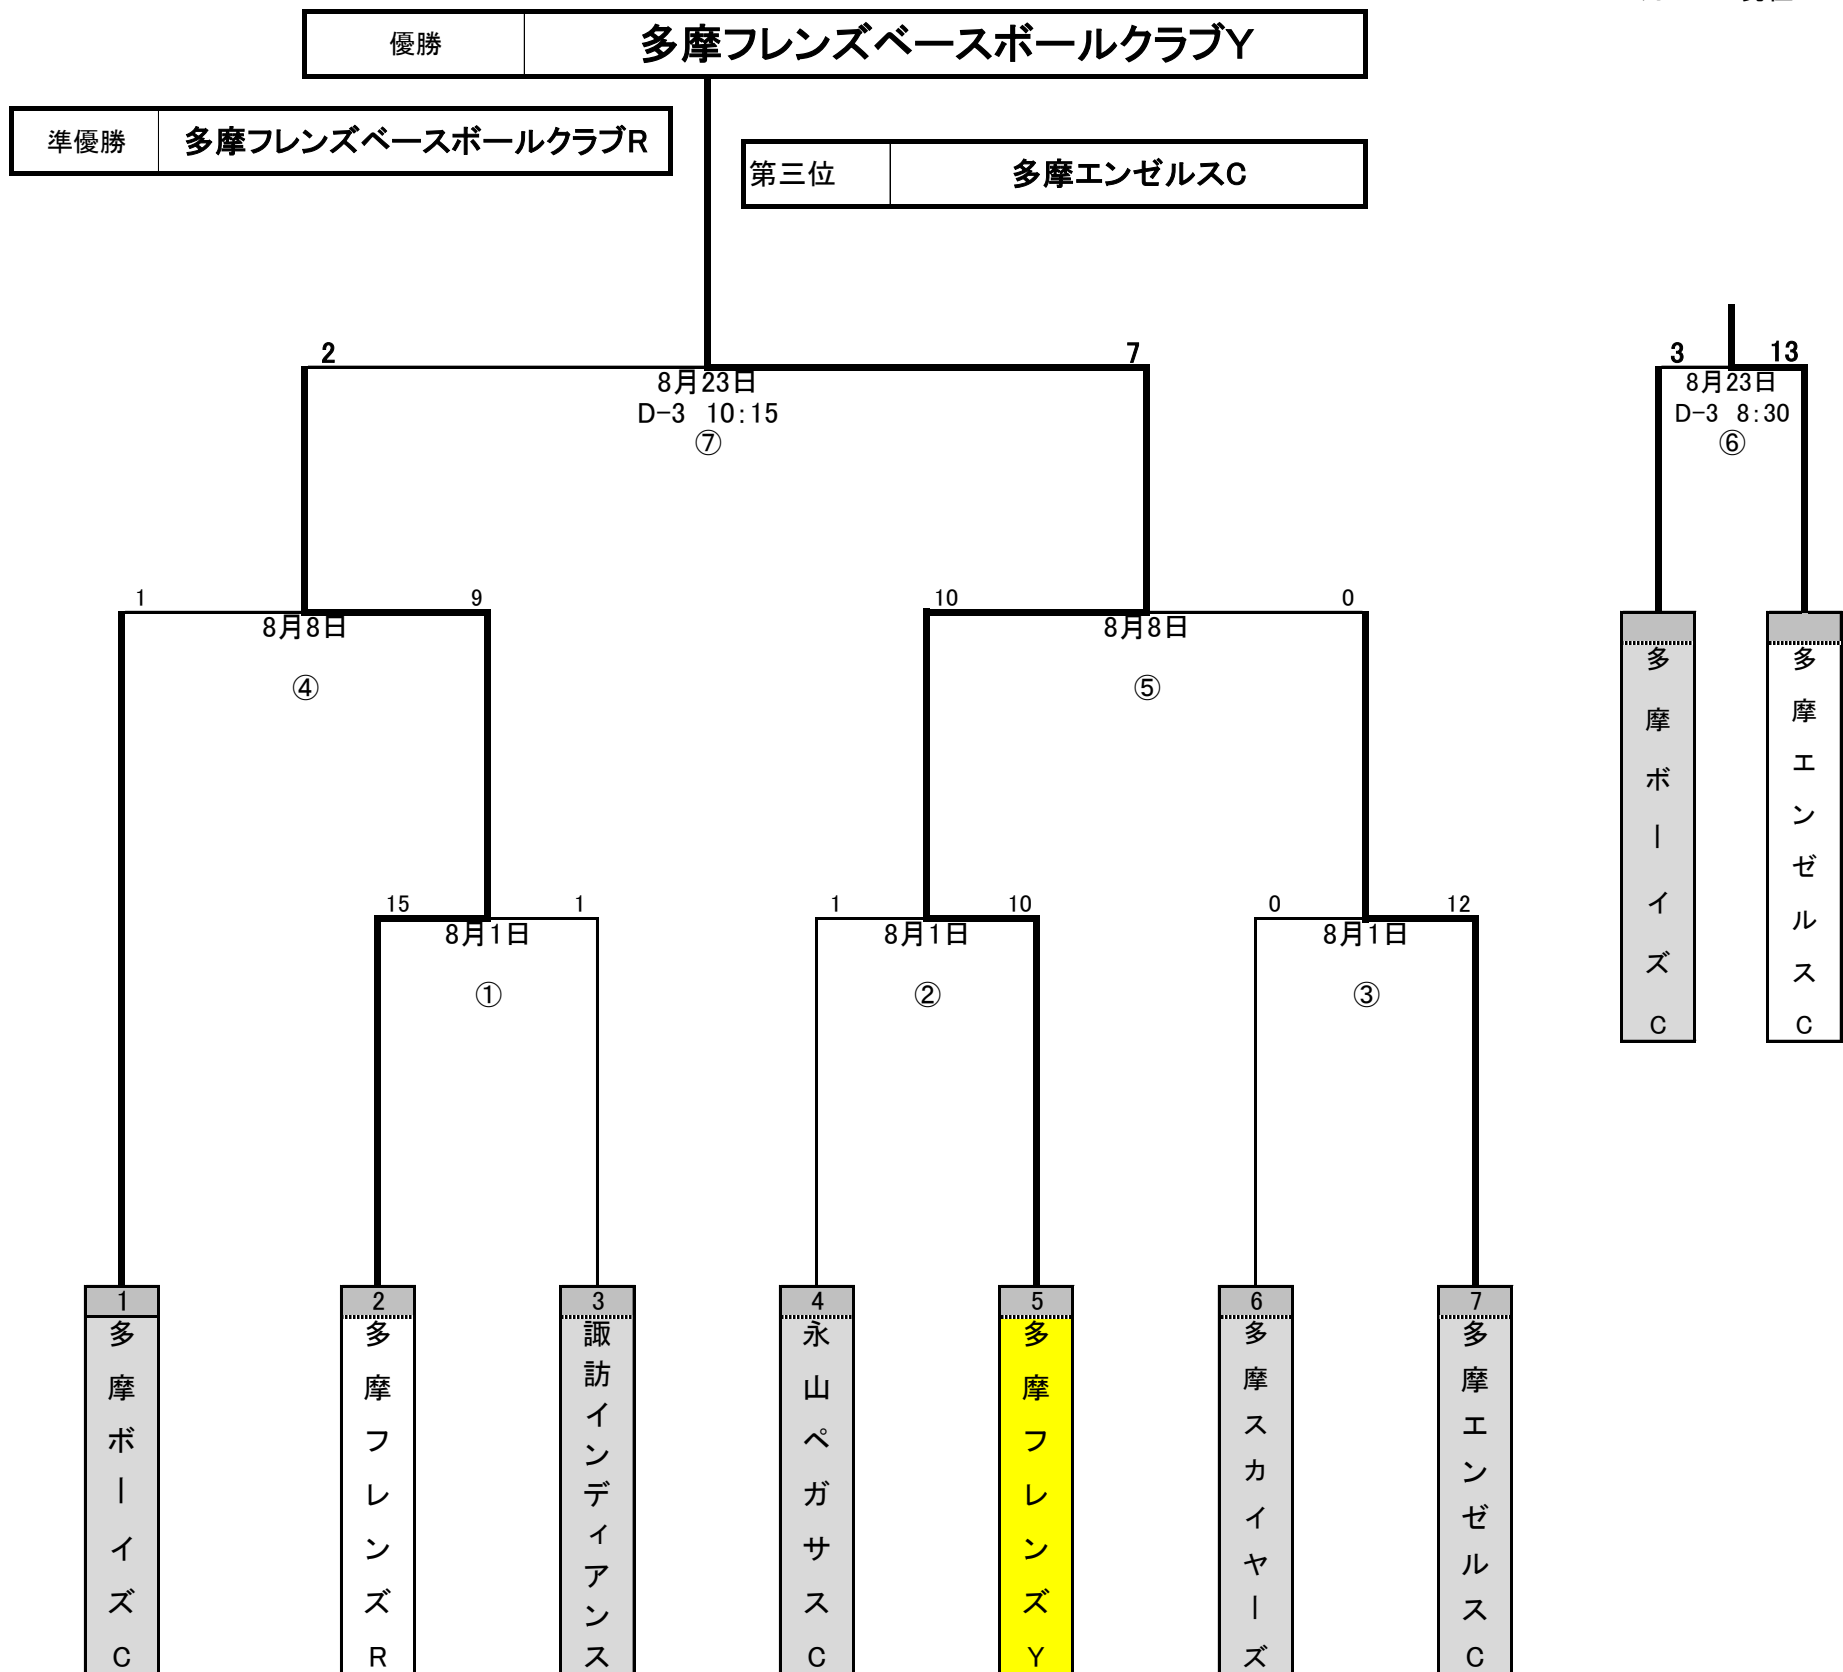 優勝 多摩フレンズベースボールクラブY
準優勝 多摩フレンズベースボールクラブR
第三位 多摩エンゼルスC
2 7
8月23日
D-3 10:15
⑦
3 13
8月23日
D-3 8:30
⑥
1 9
8月8日
④
10 0
8月8日
⑤
多摩ボーイズC
多摩エンゼルスC
15 1
8月1日
①
1 10
8月1日
②
0 12
8月1日
③
1 多摩ボーイズC
2 多摩フレンズR
3 諏訪インディアンス
4 永山ペガサスC
5 多摩フレンズY
6 多摩スカイヤーズ
7 多摩エンゼルスC